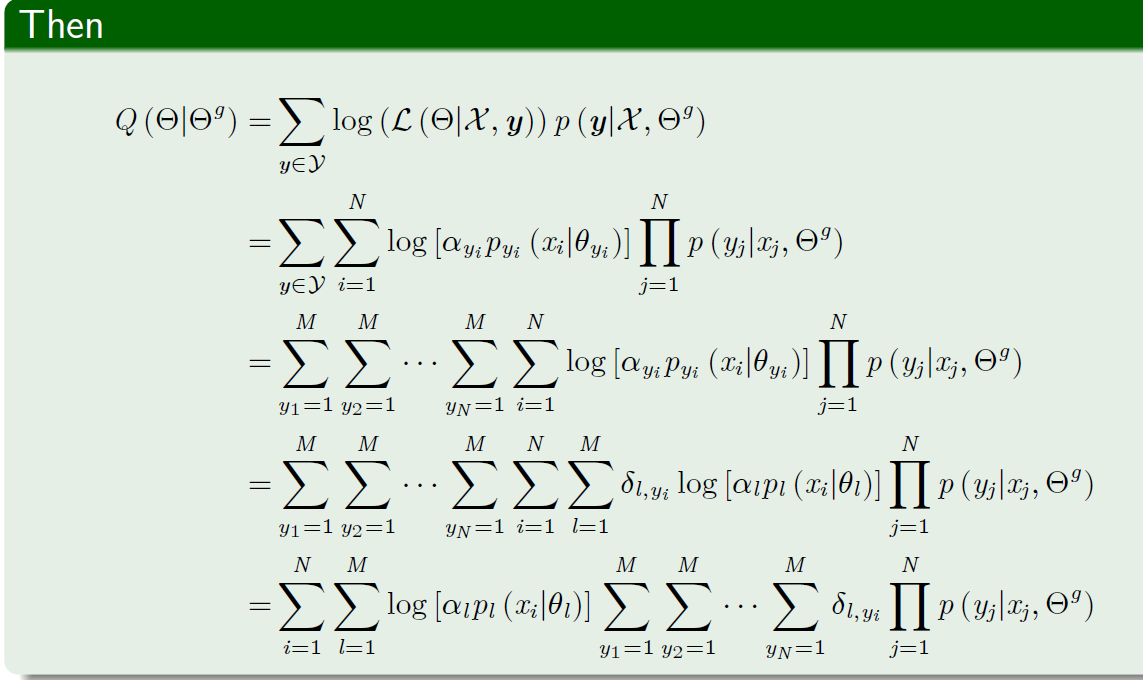 Then
Q (Θ|Θ^g) = ∑_{y∈𝒴} log (ℒ (Θ|𝒳, y)) p (y|𝒳, Θ^g)
= ∑_{y∈𝒴} ∑_{i=1}^{N} log [α_{y_i} p_{y_i} (x_i|θ_{y_i})] ∏_{j=1}^{N} p (y_j|x_j, Θ^g)
= ∑_{y_1=1}^{M} ∑_{y_2=1}^{M} ··· ∑_{y_N=1}^{M} ∑_{i=1}^{N} log [α_{y_i} p_{y_i} (x_i|θ_{y_i})] ∏_{j=1}^{N} p (y_j|x_j, Θ^g)
= ∑_{y_1=1}^{M} ∑_{y_2=1}^{M} ··· ∑_{y_N=1}^{M} ∑_{i=1}^{N} ∑_{l=1}^{M} δ_{l,y_i} log [α_l p_l (x_i|θ_l)] ∏_{j=1}^{N} p (y_j|x_j, Θ^g)
= ∑_{i=1}^{N} ∑_{l=1}^{M} log [α_l p_l (x_i|θ_l)] ∑_{y_1=1}^{M} ∑_{y_2=1}^{M} ··· ∑_{y_N=1}^{M} δ_{l,y_i} ∏_{j=1}^{N} p (y_j|x_j, Θ^g)